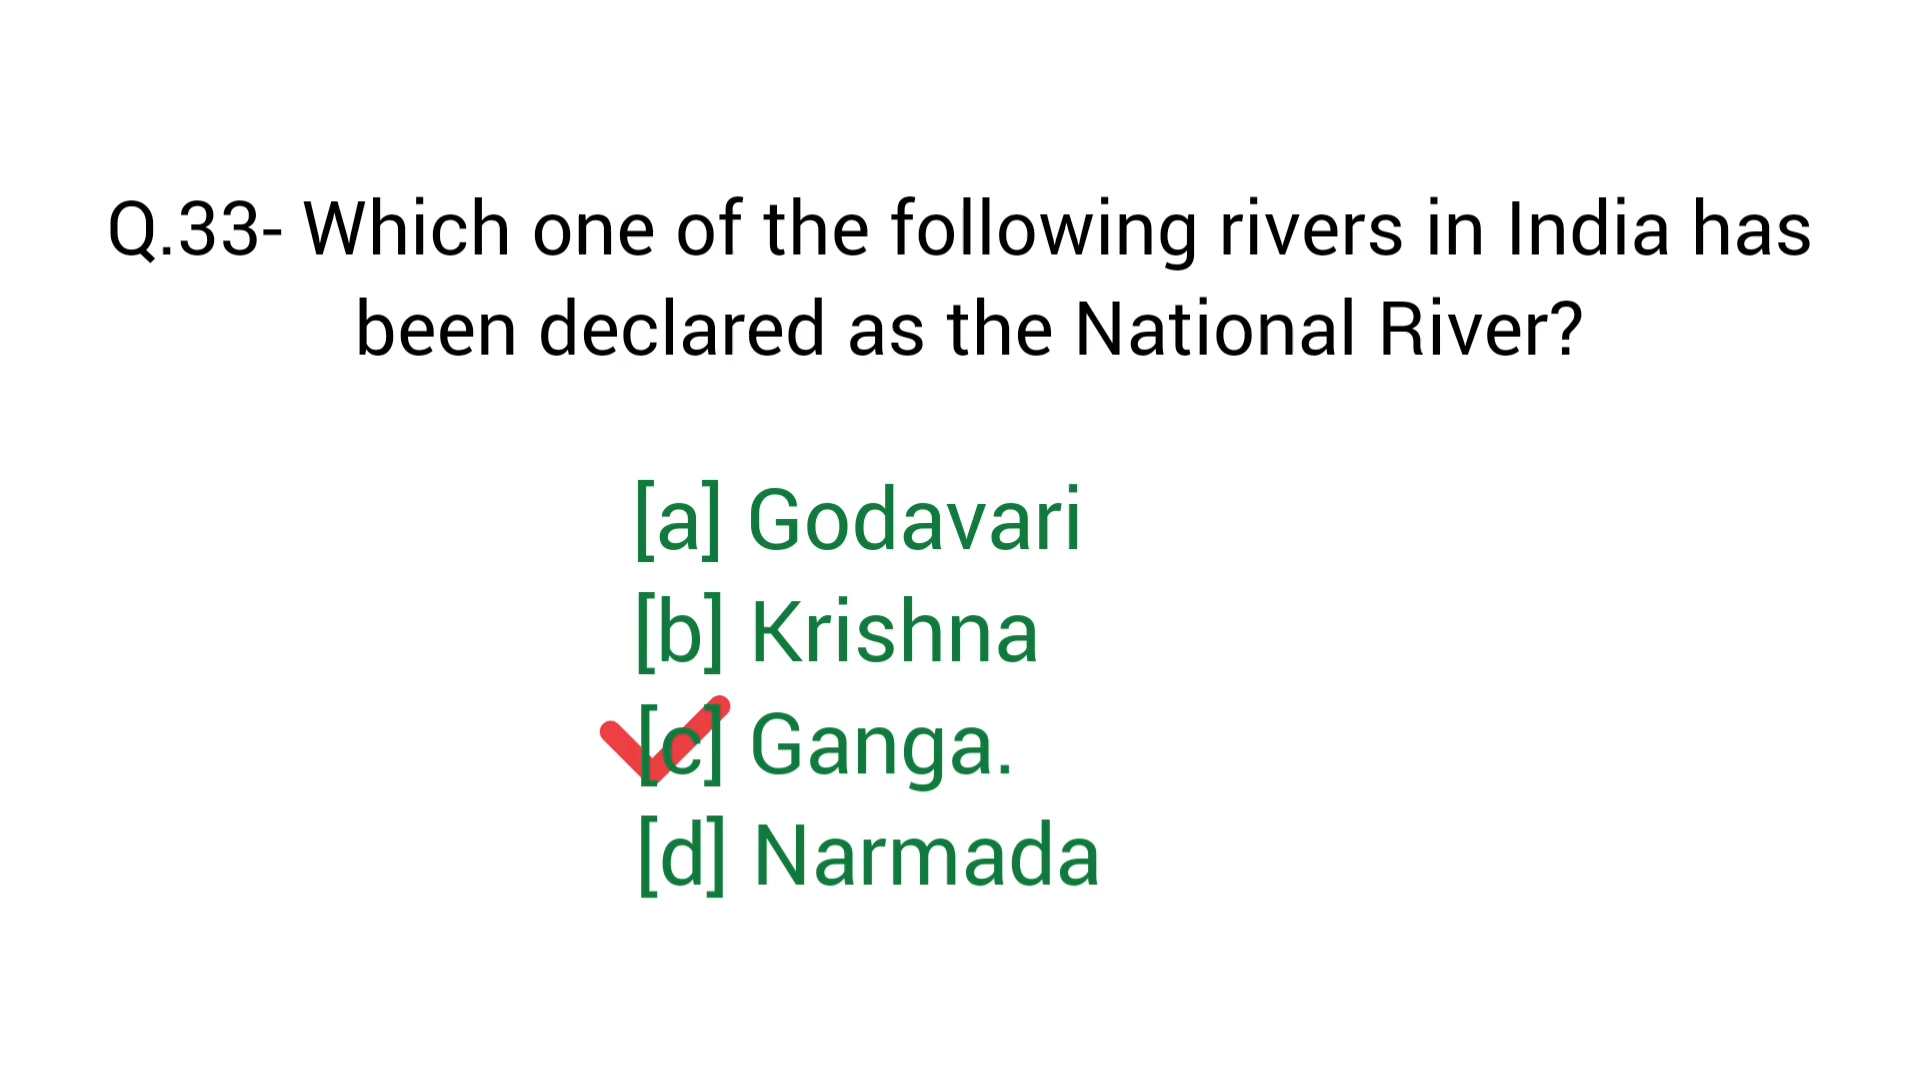 Q.33- Which one of the following rivers in India has
been declared as the National River?
[a] Godavari
[b] Krishna
[c] Ganga.
[d] Narmada